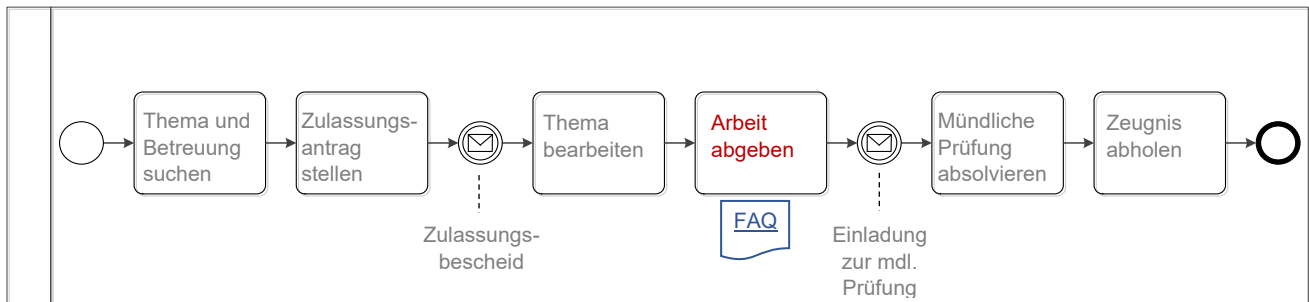 Thema und
Betreuung
suchen
Zulassungs-
antrag
stellen
Zulassungs-
bescheid
Thema
bearbeiten
Arbeit
abgeben
FAQ
Einladung
zur mdl.
Prüfung
Mündliche
Prüfung
absolvieren
Zeugnis
abholen